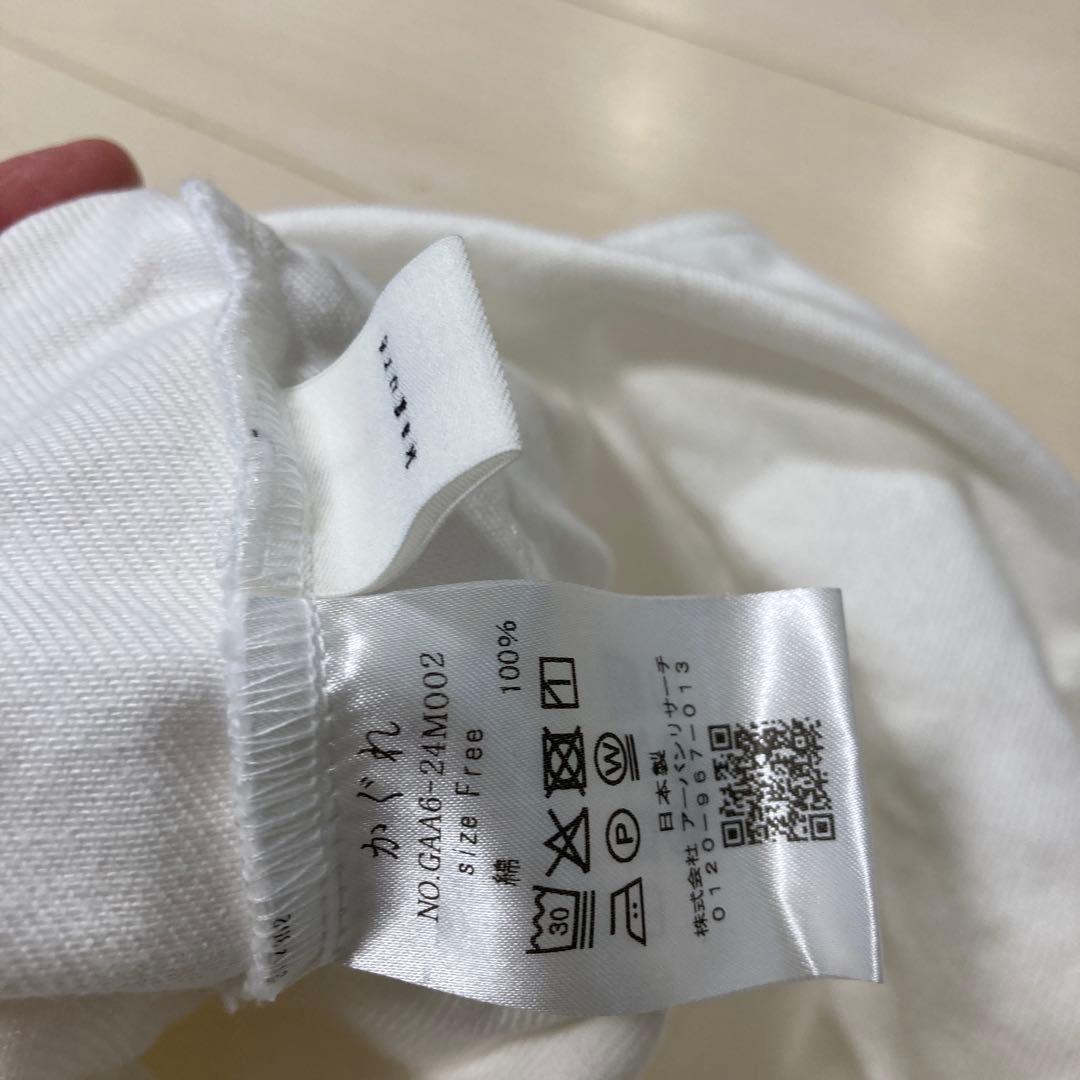 かぐれ
NO.GAA6-24M002
size Free
綿 100%
30
P
W
日本製
株式会社 アーバンリサーチ
0120-967-013